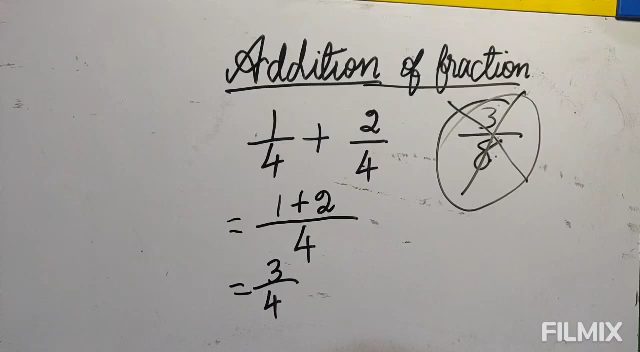 Addition of fraction
1/4 + 2/4
3/8
= 1+2/4
= 3/4
FILMIX